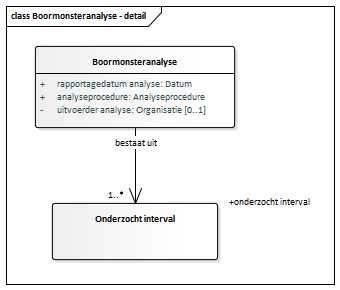 class Boormonsteranalyse - detail
Boormonsteranalyse
+ rapportagedatum analyse: Datum
+ analyseprocedure: Analyseprocedure
- uitvoerder analyse: Organisatie [0..1]
bestaat uit
1..*
+onderzocht interval
Onderzocht interval